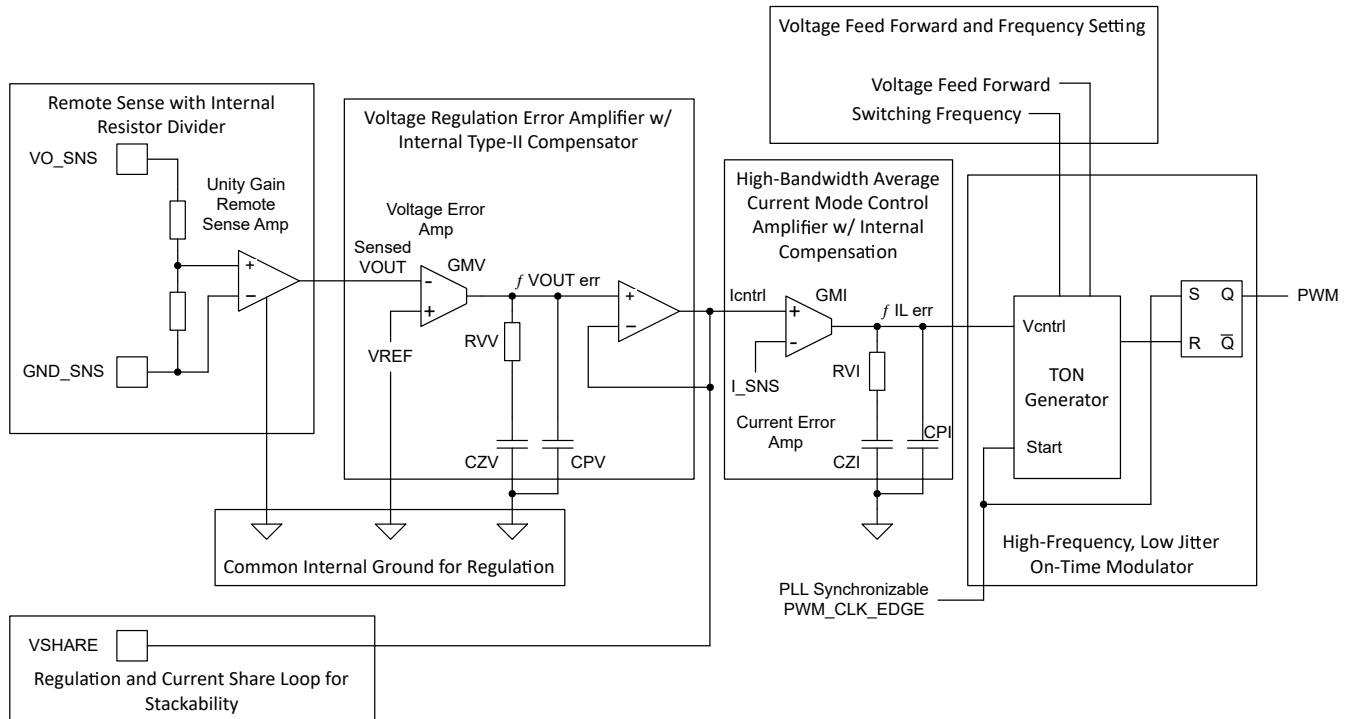 Voltage Feed Forward and Frequency Setting
Voltage Feed Forward
Switching Frequency
Remote Sense with Internal
Resistor Divider
VO_SNS
Unity Gain
Remote
Sense Amp
+
−
GND_SNS
Voltage Regulation Error Amplifier w/
Internal Type-II Compensator
Voltage Error
Amp
Sensed
VOUT
GMV
-
+
VREF
ƒ VOUT err
RVV
CZV
CPV
+
−
High-Bandwidth Average
Current Mode Control
Amplifier w/ Internal
Compensation
Icntrl
GMI
+
-
I_SNS
ƒ IL err
RVI
Current Error
Amp
CZI
CPI
Vcntrl
TON
Generator
Start
S Q
R Q̅
PWM
High-Frequency, Low Jitter
On-Time Modulator
PLL Synchronizable
PWM_CLK_EDGE
Common Internal Ground for Regulation
VSHARE
Regulation and Current Share Loop for
Stackability